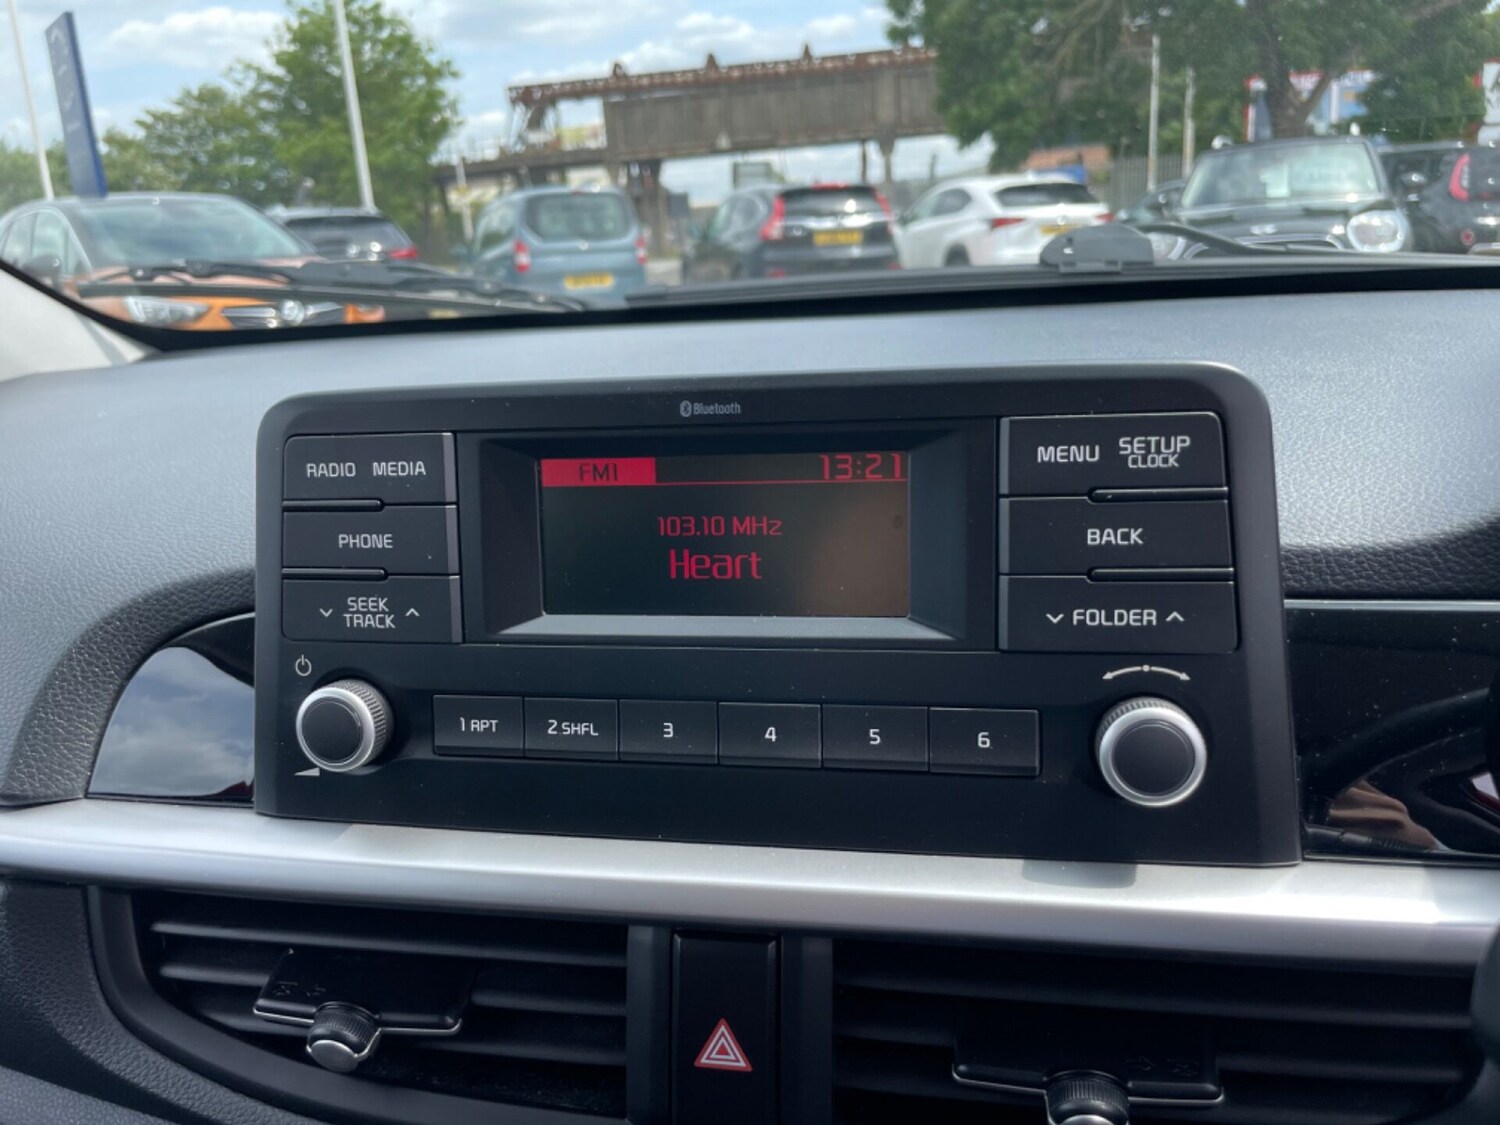 Bluetooth
RADIO MEDIA
PHONE
SEEK
TRACK
FM1 13:21
103.10 MHz
Heart
MENU SETUP
CLOCK
BACK
FOLDER
1 RPT 2 SHFL 3 4 5 6